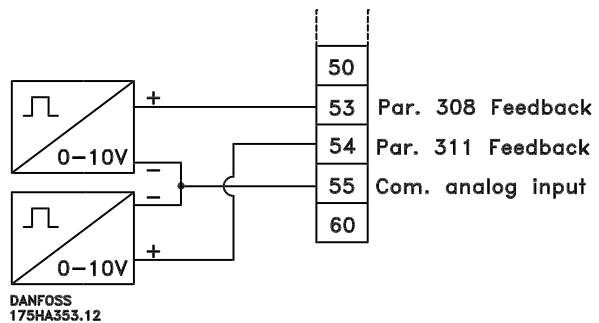 50
+
53 Par. 308 Feedback
54 Par. 311 Feedback
0-10V
−
−
55 Com. analog input
60
+
0-10V
DANFOSS
175HA353.12